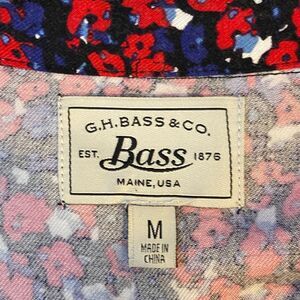 G.H.BASS & CO.
EST. Bass 1876
MAINE, USA
M
MADE IN
CHINA